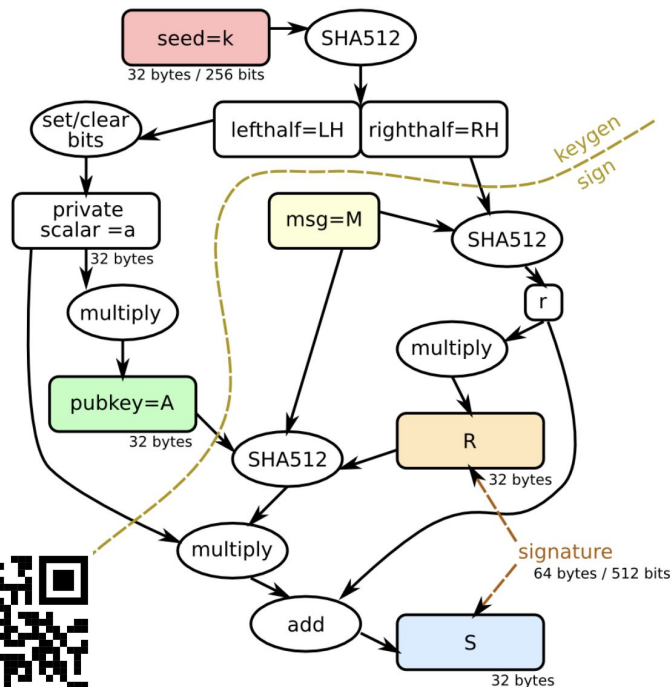 seed=k
SHA512
32 bytes / 256 bits
set/clear
bits
lefthalf=LH
righthalf=RH
keygen
sign
private
scalar =a
msg=M
SHA512
32 bytes
r
multiply
multiply
pubkey=A
R
32 bytes
SHA512
32 bytes
multiply
signature
64 bytes / 512 bits
add
S
32 bytes